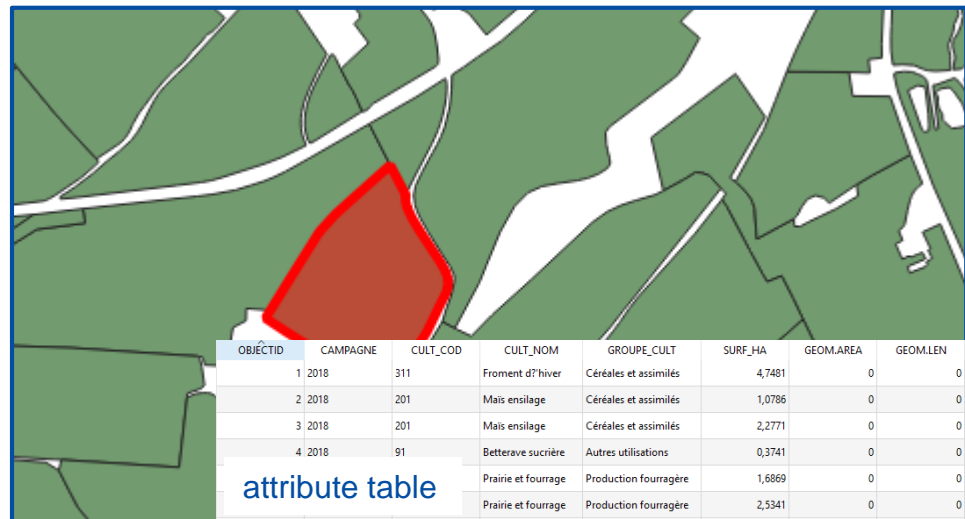 OBJECTID CAMPAGNE CULT_COD CULT_NOM GROUPE_CULT SURF_HA GEOM.AREA GEOM.LEN
1 2018 311 Froment d?'hiver Céréales et assimilés 4,7481 0 0
2 2018 201 Maïs ensilage Céréales et assimilés 1,0786 0 0
3 2018 201 Maïs ensilage Céréales et assimilés 2,2771 0 0
4 2018 91 Betterave sucrière Autres utilisations 0,3741 0 0
Prairie et fourrage Production fourragère 1,6869 0 0
Prairie et fourrage Production fourragère 2,5341 0 0
attribute table